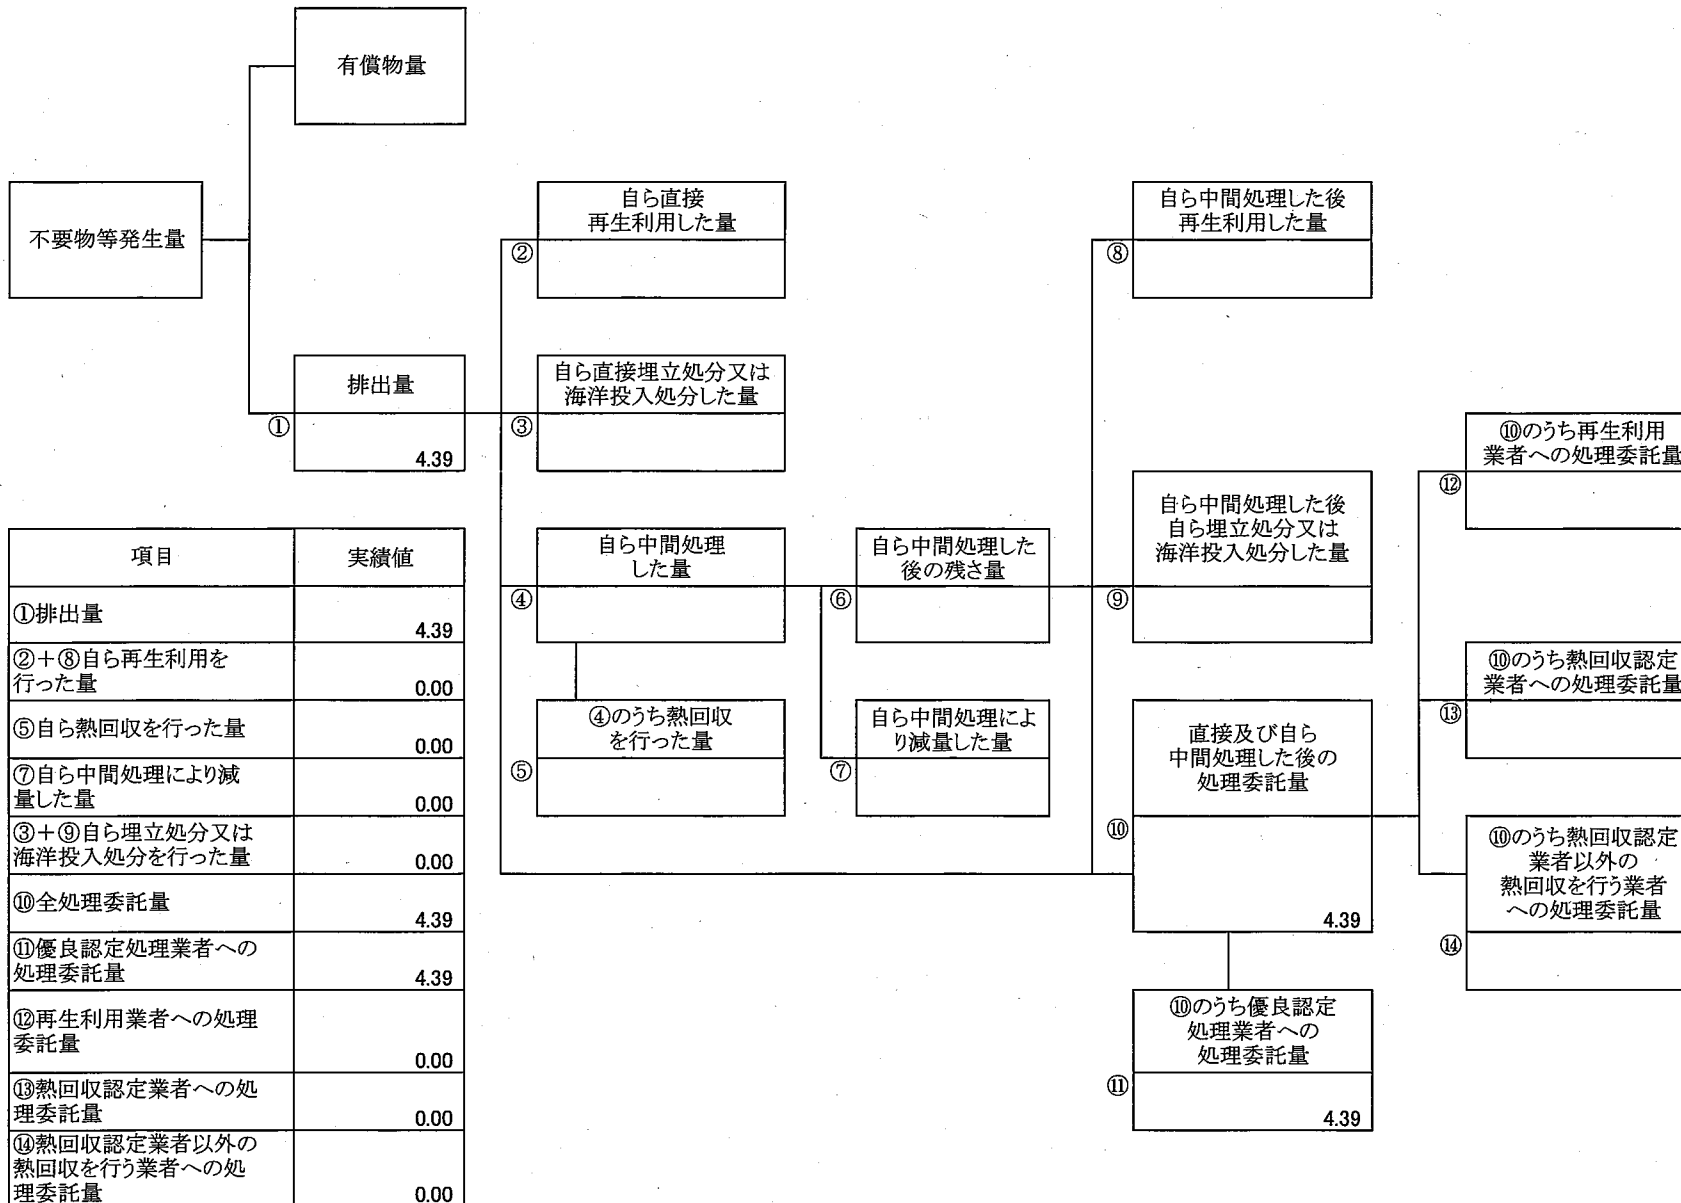 有償物量
不要物等発生量
自ら直接
再生利用した量
②
自ら中間処理した後
再生利用した量
⑧
排出量
①
4.39
自ら直接埋立処分又は
海洋投入処分した量
③
⑩のうち再生利用
業者への処理委託量
⑫
自ら中間処理
した量
④
自ら中間処理した
後の残さ量
⑥
自ら中間処理した後
自ら埋立処分又は
海洋投入処分した量
⑨
⑩のうち熱回収認定
業者への処理委託量
⑬
④のうち熱回収
を行った量
⑤
自ら中間処理によ
り減量した量
⑦
直接及び自ら
中間処理した後の
処理委託量
⑩
4.39
⑩のうち熱回収認定
業者以外の
熱回収を行う業者
への処理委託量
⑭
⑩のうち優良認定
処理業者への
処理委託量
⑪
4.39
項目 実績値
①排出量
4.39
②+⑧自ら再生利用を
行った量
0.00
⑤自ら熱回収を行った量
0.00
⑦自ら中間処理により減
量した量
0.00
③+⑨自ら埋立処分又は
海洋投入処分を行った量
0.00
⑩全処理委託量
4.39
⑪優良認定処理業者への
処理委託量
4.39
⑫再生利用業者への処理
委託量
0.00
⑬熱回収認定業者への処
理委託量
0.00
⑭熱回収認定業者以外の
熱回収を行う業者への処
理委託量
0.00